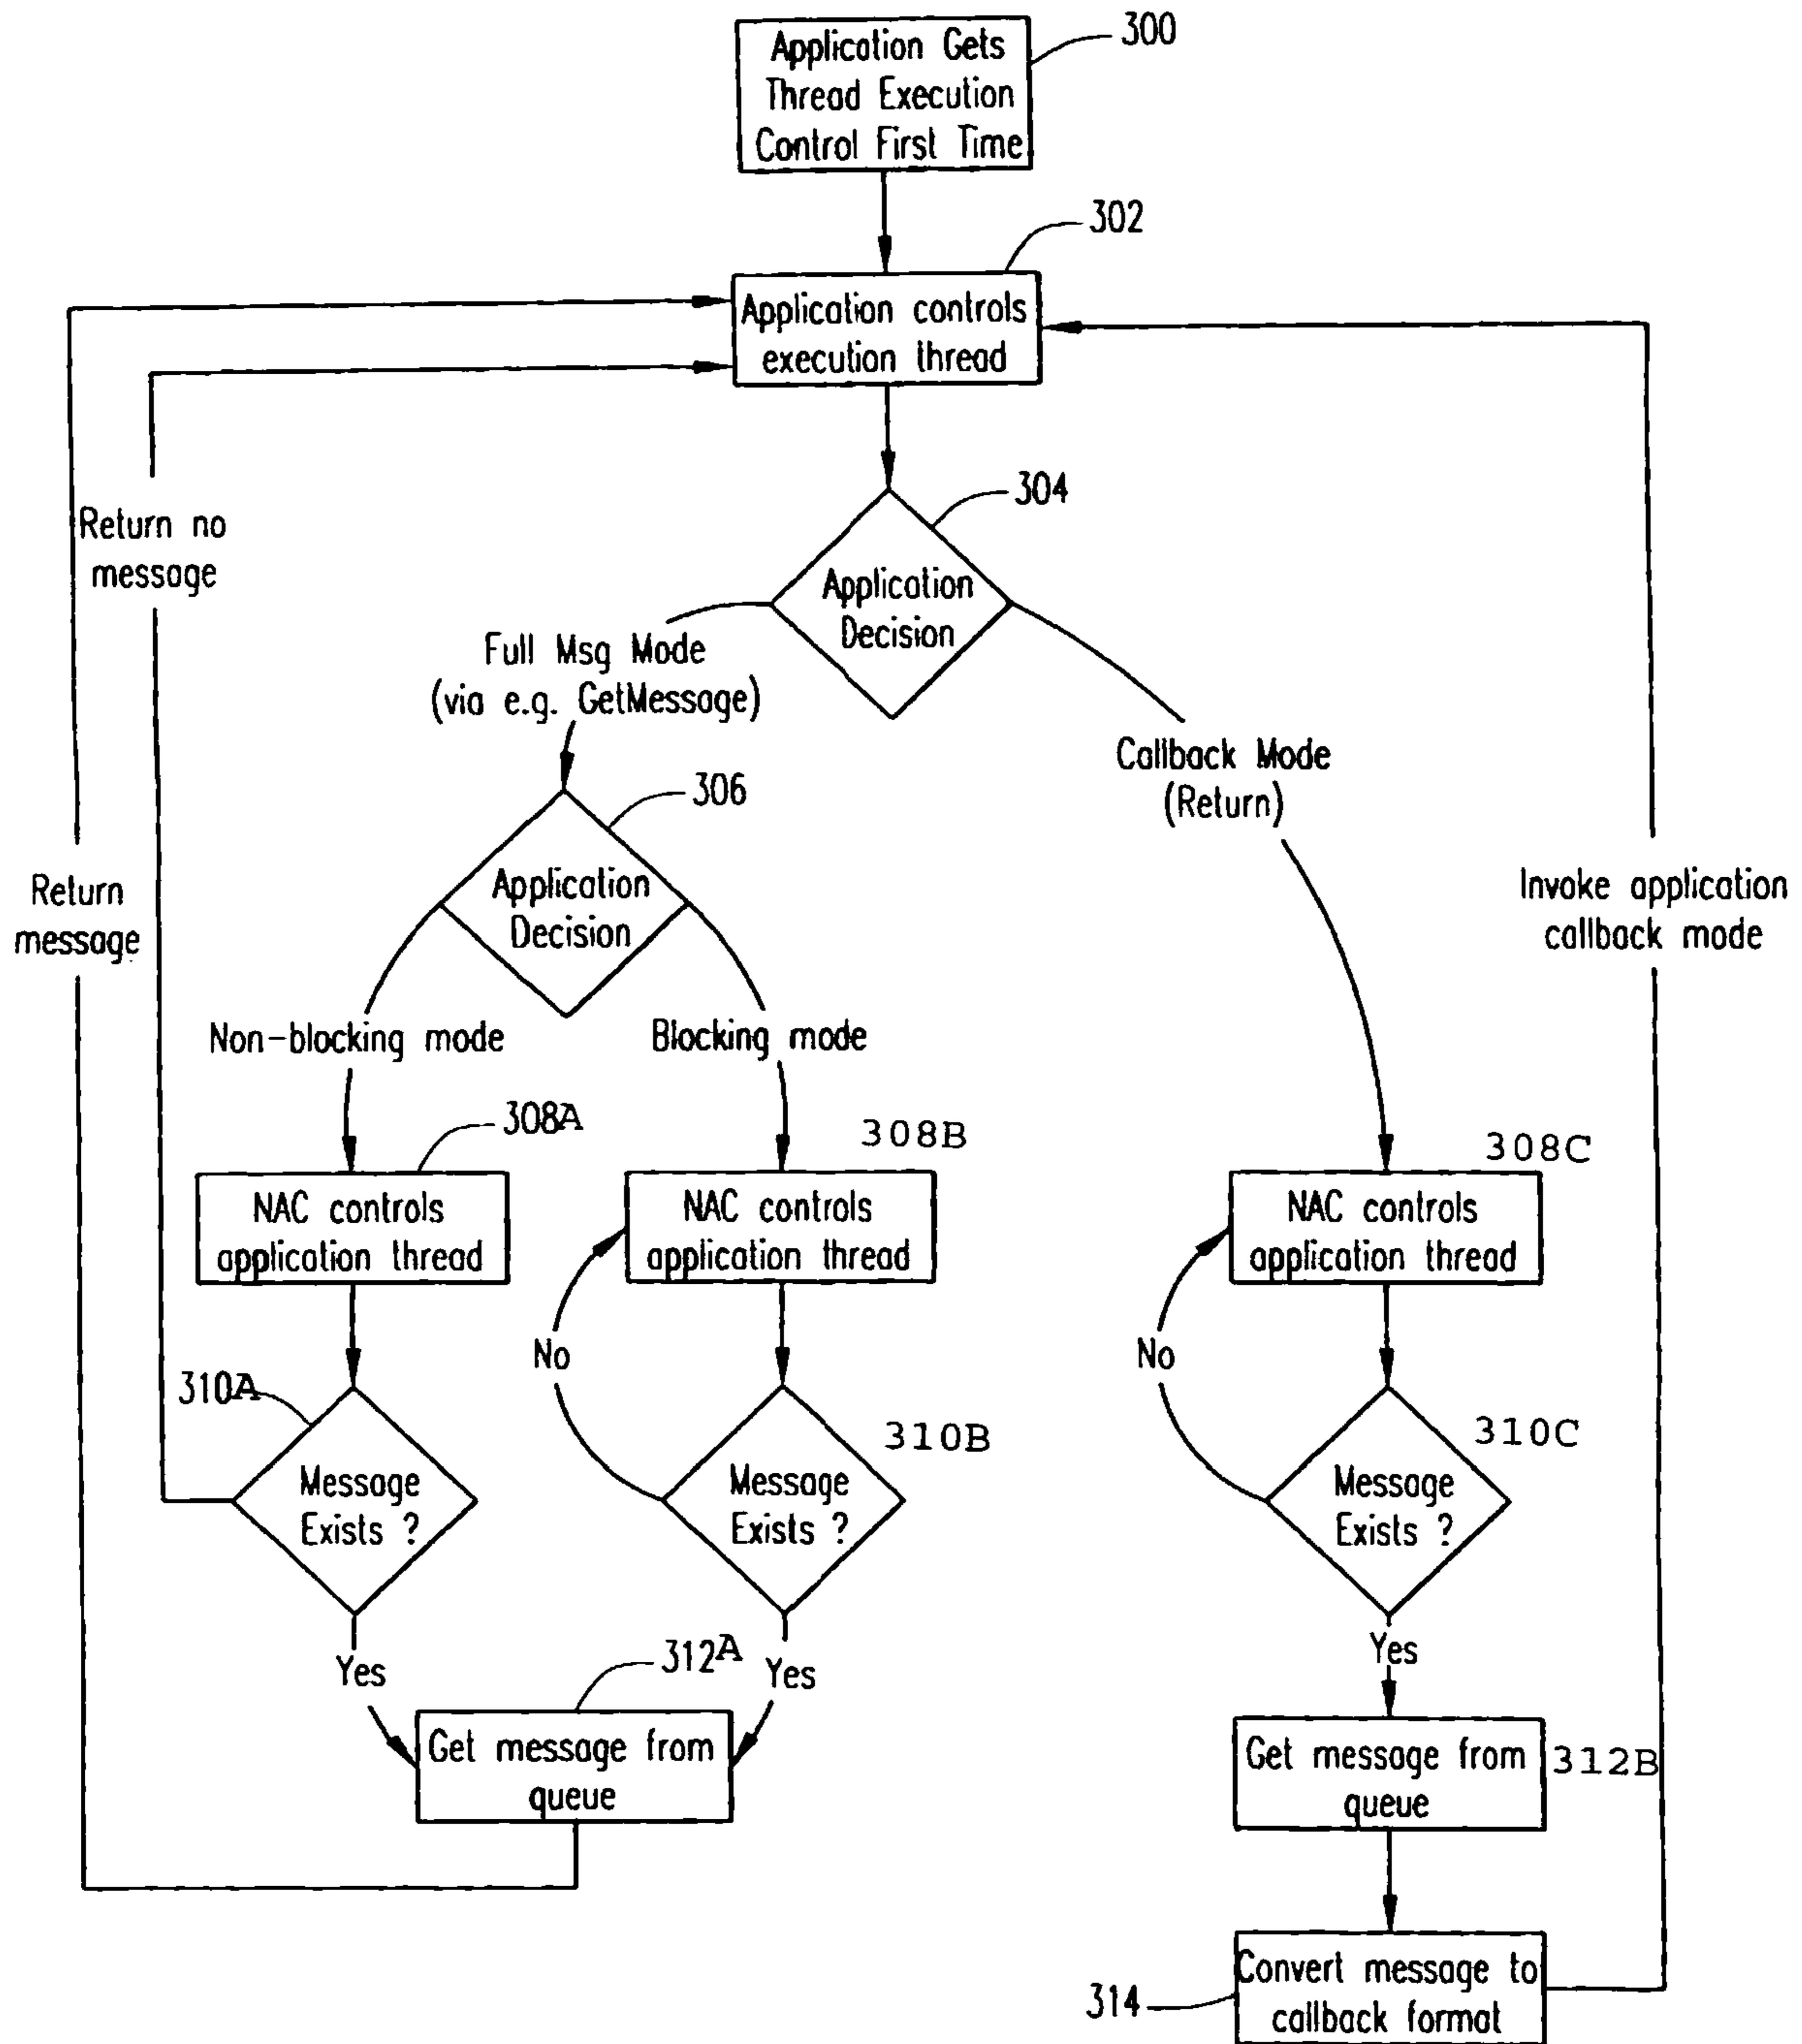 Application Gets
Thread Execution
Control First Time
300
302
Application controls
execution thread
304
Application
Decision
Return no
message
Full Msg Mode
(via e.g. GetMessage)
Callback Mode
(Return)
306
Application
Decision
Return
message
Invoke application
callback mode
Non-blocking mode
Blocking mode
308A
308B
308C
NAC controls
application thread
NAC controls
application thread
NAC controls
application thread
No
No
310A
310B
310C
Message
Exists ?
Message
Exists ?
Message
Exists ?
Yes
Yes
Yes
312A
Get message from
queue
Get message from
queue
312B
314
Convert message to
callback format